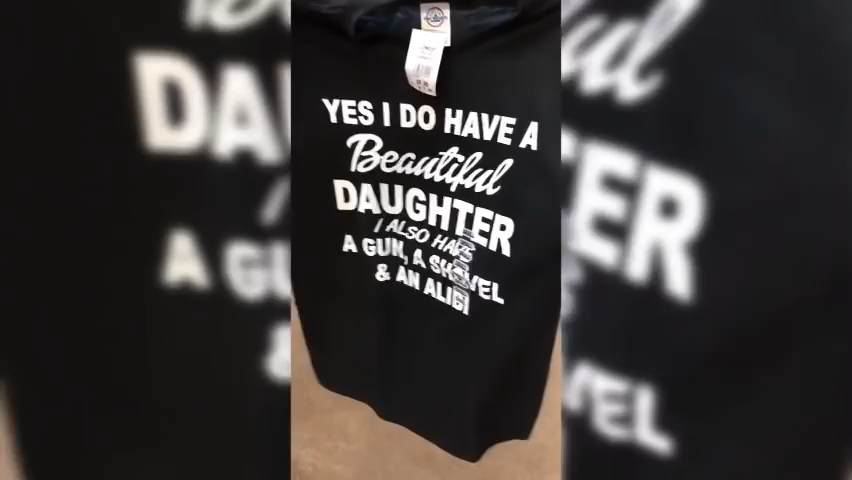 YES I DO HAVE A
Beautiful
DAUGHTER
I ALSO HAVE
A GUN, A SHOVEL
& AN ALIBI